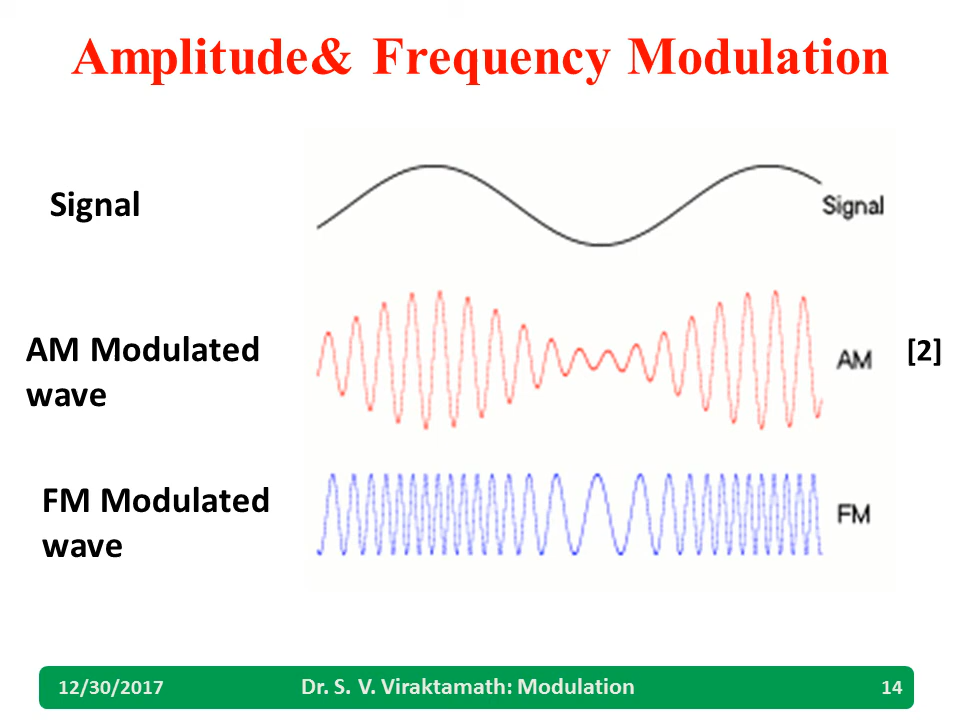 Amplitude& Frequency Modulation
Signal
Signal
AM Modulated
wave
AM
[2]
FM Modulated
wave
FM
12/30/2017 Dr. S. V. Viraktamath: Modulation 14